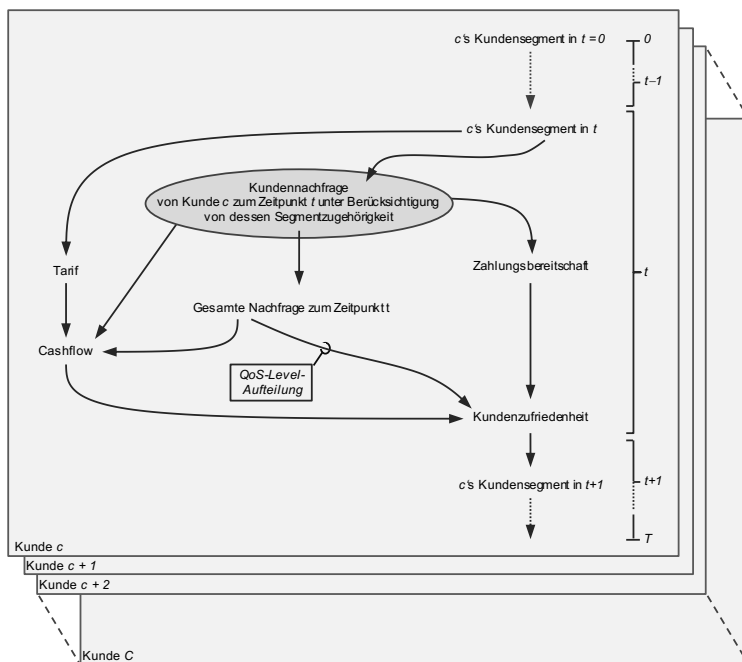 c's Kundensegment in t=0
0
t–1
c's Kundensegment in t
Kundennachfrage
von Kunde c zum Zeitpunkt t unter Berücksichtigung
von dessen Segmentzugehörigkeit
Tarif
Zahlungsbereitschaft
t
Gesamte Nachfrage zum Zeitpunkt t
Cashflow
QoS-Level-
Aufteilung
Kundenzufriedenheit
c's Kundensegment in t+1
t+1
T
Kunde c
Kunde c + 1
Kunde c + 2
Kunde C